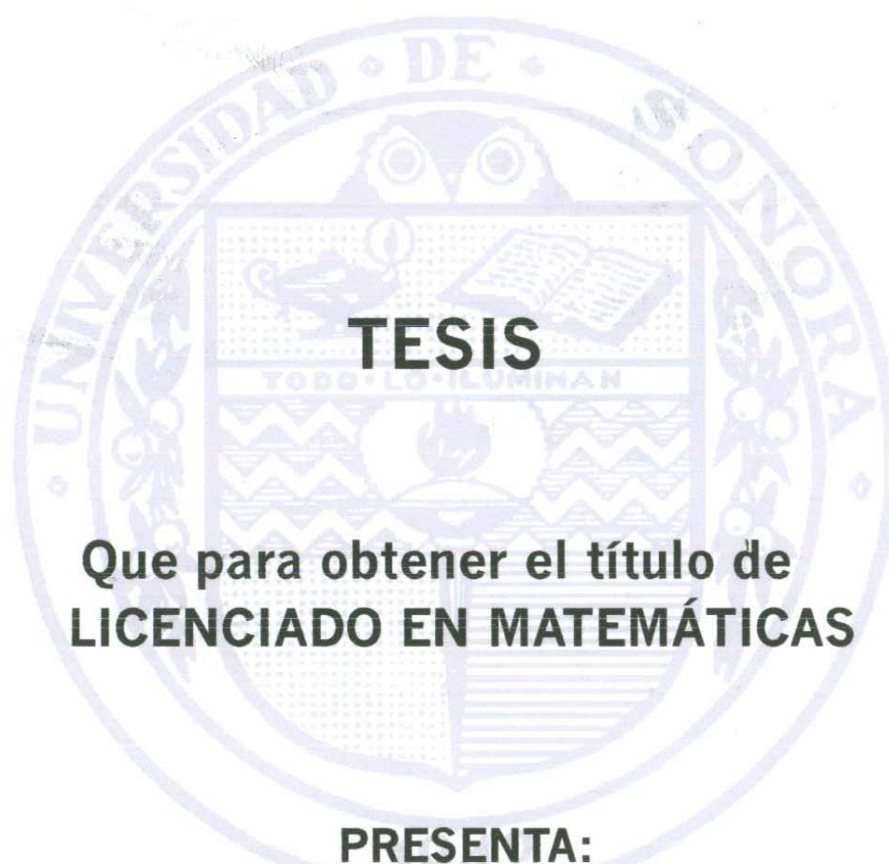 UNIVERSIDAD · DE · SONORA
TESIS
TODO·LO·ILUMINAN
Que para obtener el título de
LICENCIADO EN MATEMÁTICAS
PRESENTA: